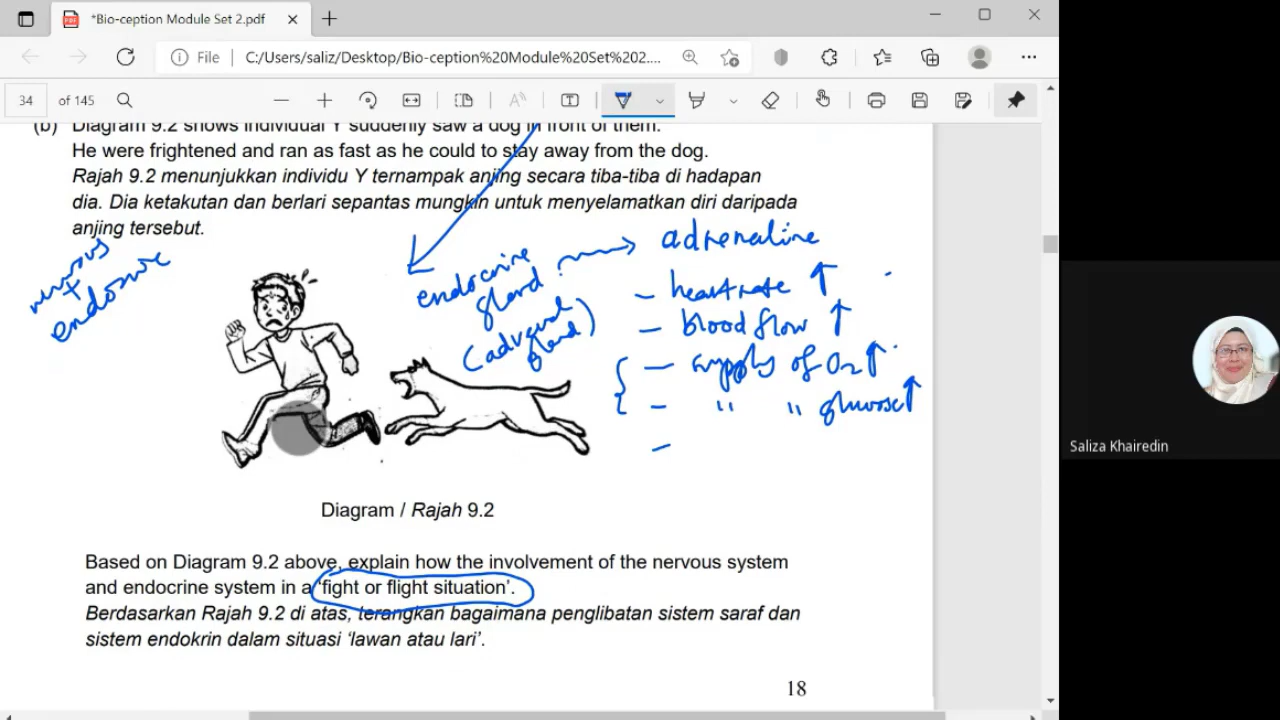 *Bio-ception Module Set 2.pdf
File
C:/Users/saliz/Desktop/Bio-ception%20Module%20Set%202....
34 of 145
(b) Diagram 9.2 shows individual Y suddenly saw a dog in front of them.
He were frightened and ran as fast as he could to stay away from the dog.
Rajah 9.2 menunjukkan individu Y ternampak anjing secara tiba-tiba di hadapan
dia. Dia ketakutan dan berlari sepantas mungkin untuk menyelamatkan diri daripada
anjing tersebut.
nervous
+
endocrine
endocrine
gland
(adrenal
gland)
adrenaline
- heart rate ↑
- blood flow ↑
- supply of O2 ↑
- " " glucose ↑
-
Diagram / Rajah 9.2
Based on Diagram 9.2 above, explain how the involvement of the nervous system
and endocrine system in a 'fight or flight situation'.
Berdasarkan Rajah 9.2 di atas, terangkan bagaimana penglibatan sistem saraf dan
sistem endokrin dalam situasi 'lawan atau lari'.
18
Saliza Khairedin